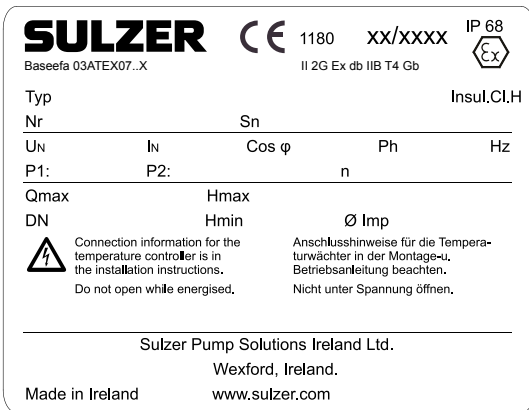 SULZER CE 1180 xx/xxxx IP 68
Baseefa 03ATEX07..X II 2G Ex db IIB T4 Gb Ex
Typ Insul.Cl.H
Nr Sn
UN IN Cos φ Ph Hz
P1: P2: n
Qmax Hmax
DN Hmin Ø Imp
Connection information for the
temperature controller is in
the installation instructions.
Do not open while energised.
Anschlusshinweise für die Tempera-
turwächter in der Montage-u.
Betriebsanleitung beachten.
Nicht unter Spannung öffnen.
Sulzer Pump Solutions Ireland Ltd.
Wexford, Ireland.
Made in Ireland www.sulzer.com